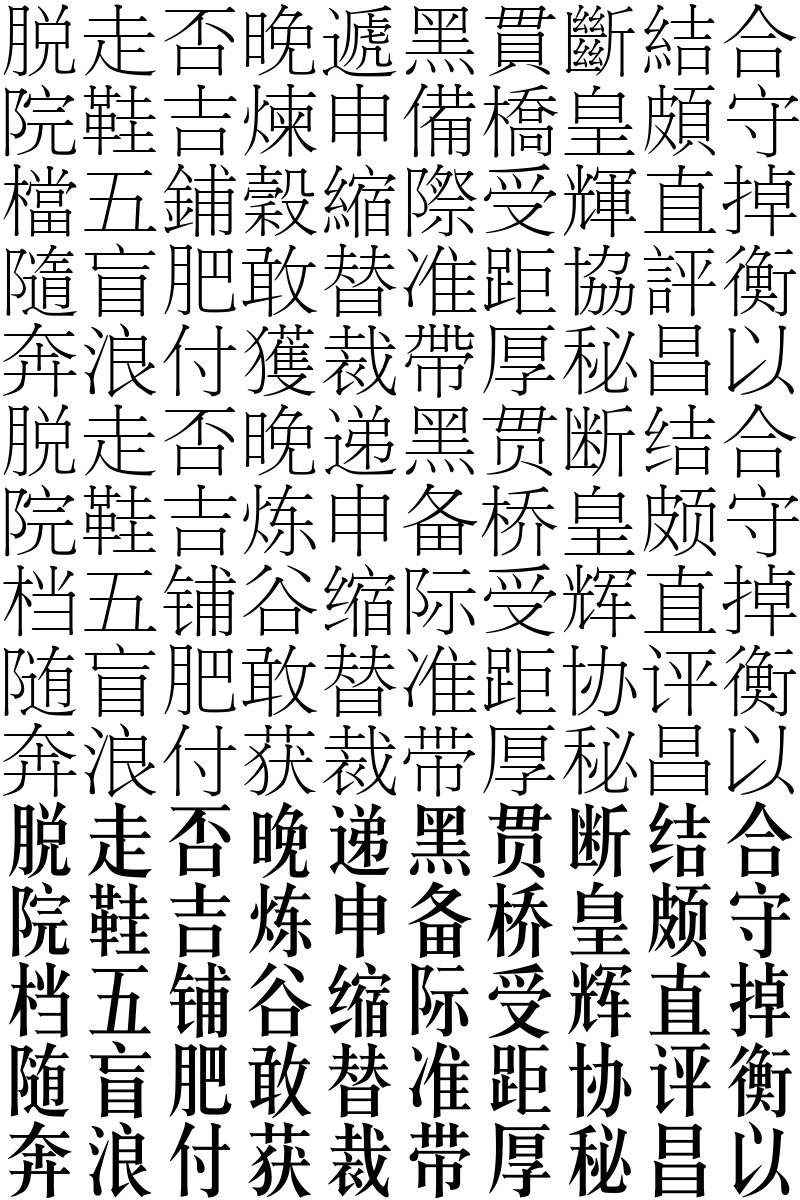 脱走否晚遞黑貫斷結合
院鞋吉煉申備橋皇頗守
檔五鋪穀縮際受輝直掉
隨盲肥敢替准距協評衡
奔浪付獲裁帶厚秘昌以
脱走否晚递黑贯断结合
院鞋吉炼申备桥皇颇守
档五铺谷缩际受辉直掉
随盲肥敢替准距协评衡
奔浪付获裁带厚秘昌以
脱走否晚递黑贯断结合
院鞋吉炼申备桥皇颇守
档五铺谷缩际受辉直掉
随盲肥敢替准距协评衡
奔浪付获裁带厚秘昌以